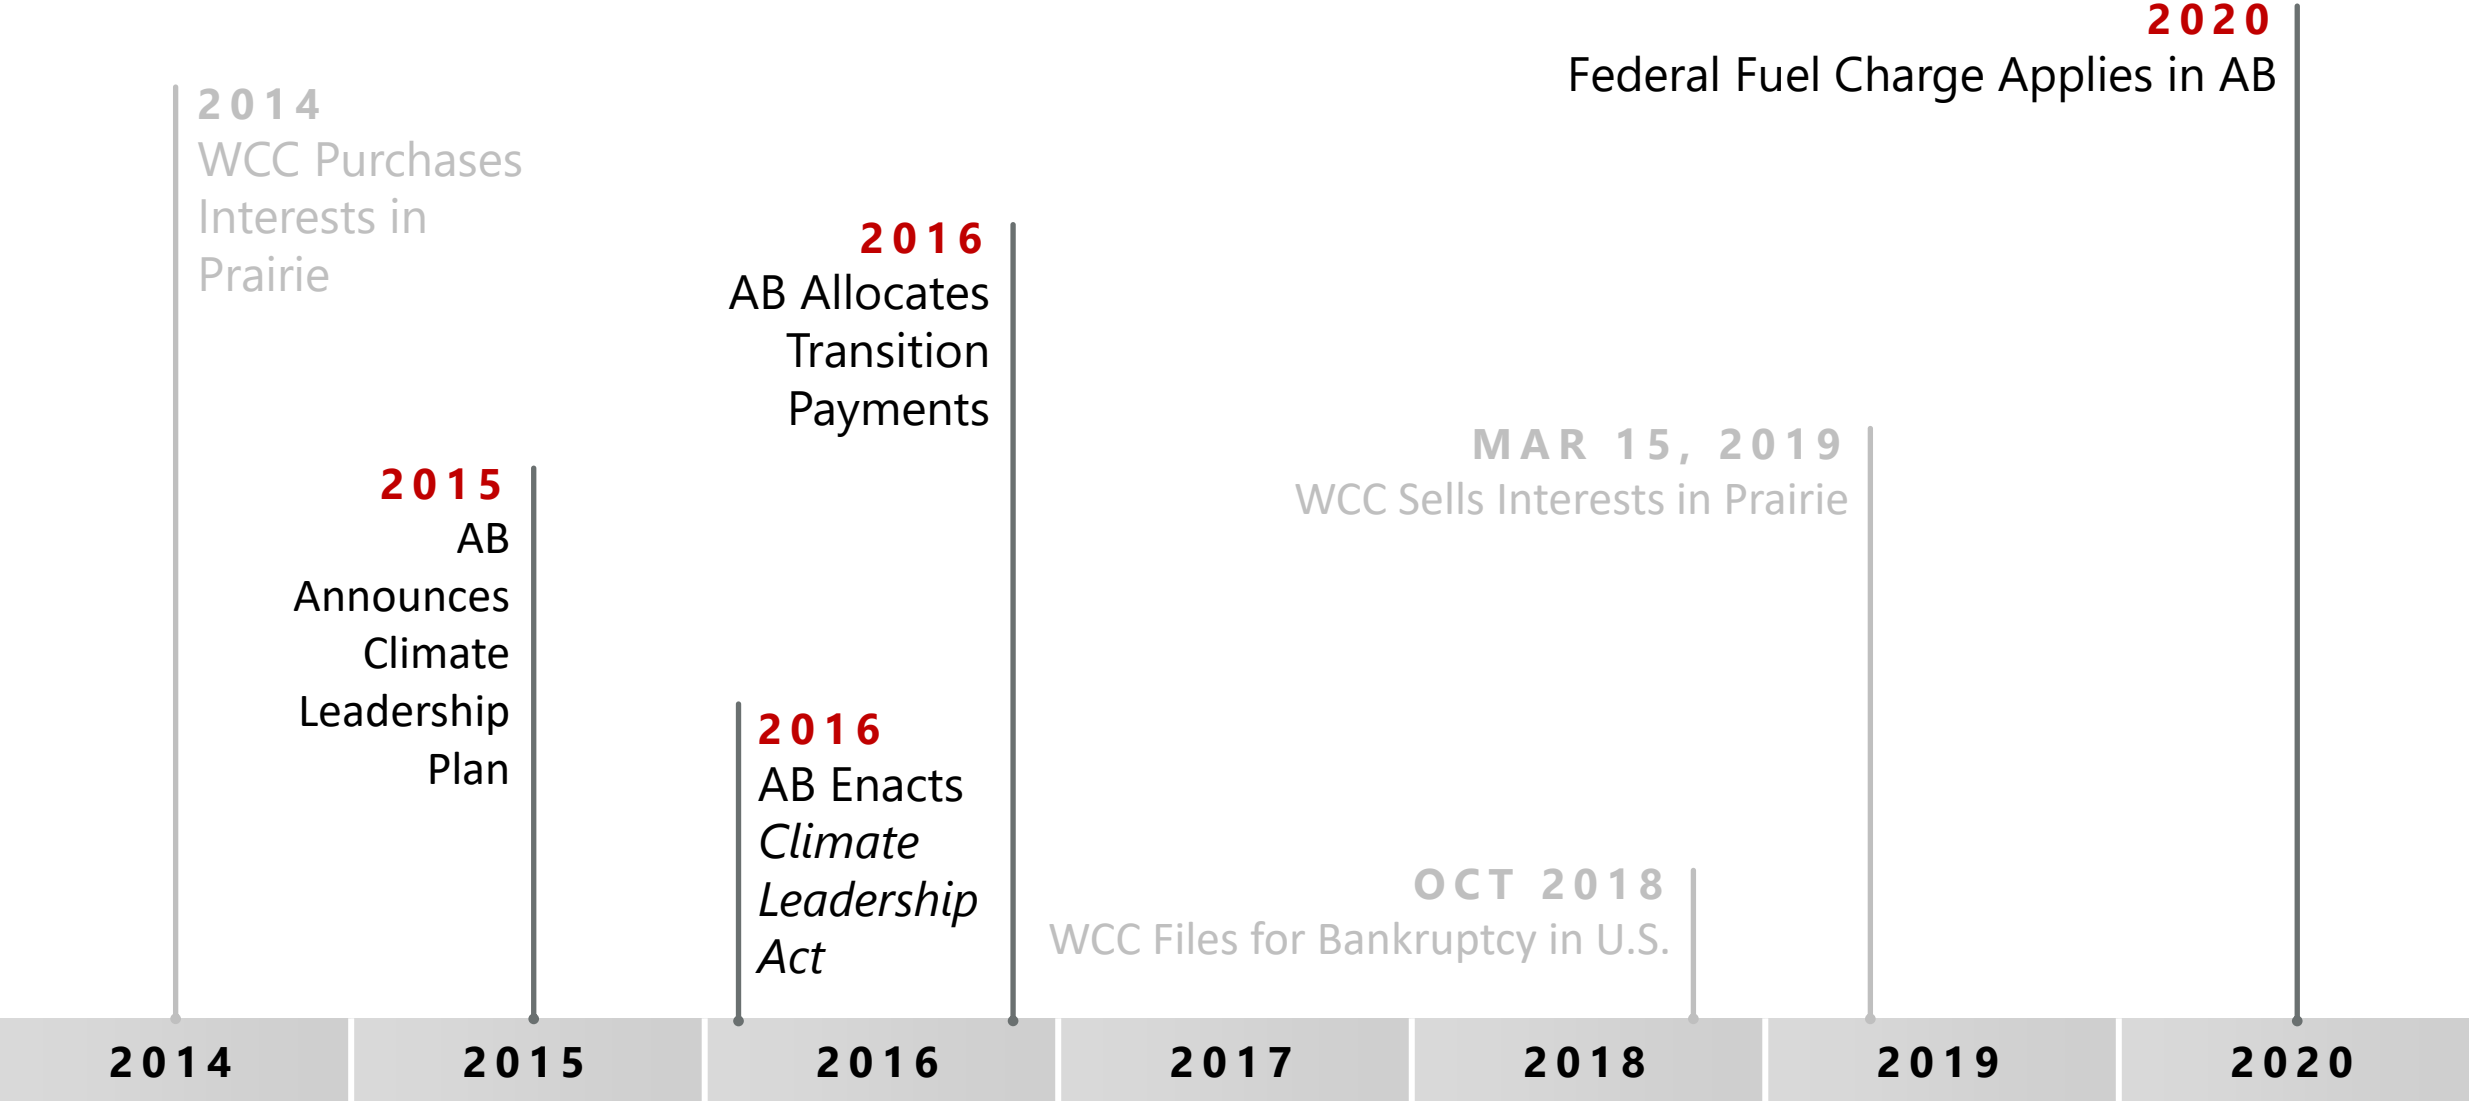 2014
WCC Purchases
Interests in
Prairie
2015
AB
Announces
Climate
Leadership
Plan
2016
AB Enacts
Climate
Leadership
Act
2016
AB Allocates
Transition
Payments
OCT 2018
WCC Files for Bankruptcy in U.S.
MAR 15, 2019
WCC Sells Interests in Prairie
2020
Federal Fuel Charge Applies in AB
2014
2015
2016
2017
2018
2019
2020